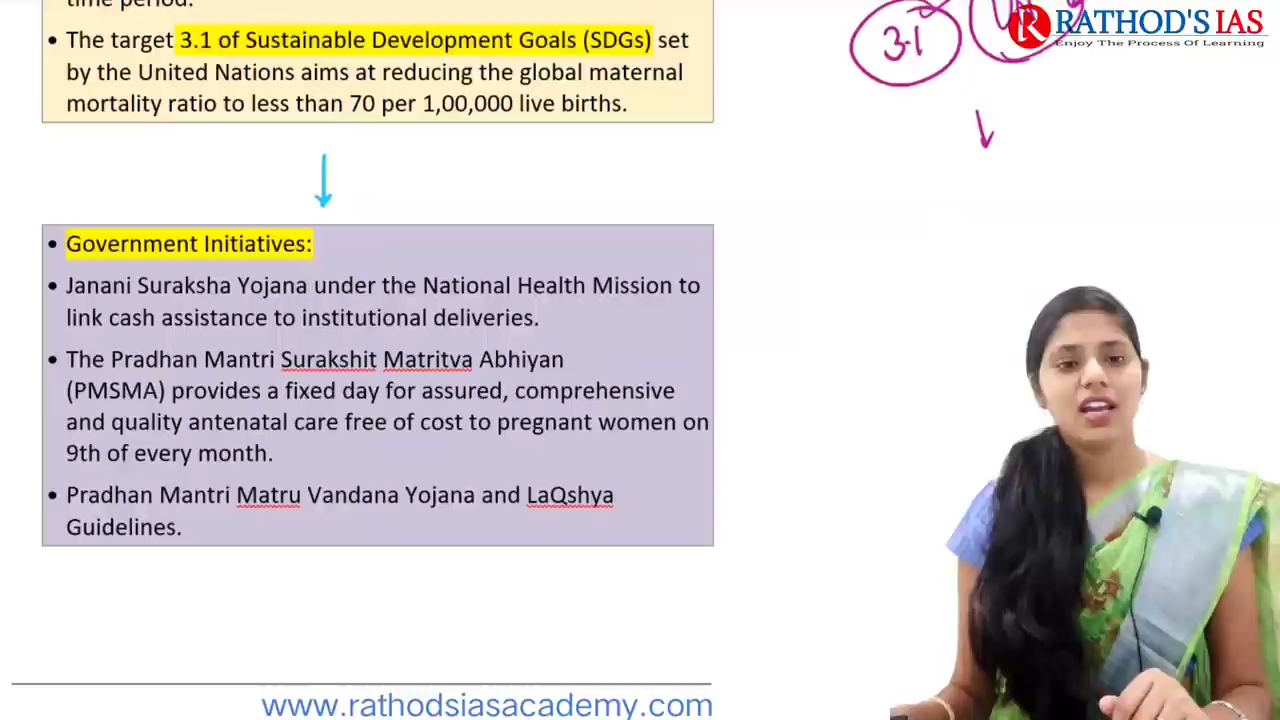 time period.
• The target 3.1 of Sustainable Development Goals (SDGs) set
by the United Nations aims at reducing the global maternal
mortality ratio to less than 70 per 1,00,000 live births.
• Government Initiatives:
• Janani Suraksha Yojana under the National Health Mission to
link cash assistance to institutional deliveries.
• The Pradhan Mantri Surakshit Matritva Abhiyan
(PMSMA) provides a fixed day for assured, comprehensive
and quality antenatal care free of cost to pregnant women on
9th of every month.
• Pradhan Mantri Matru Vandana Yojana and LaQshya
Guidelines.
www.rathodsiasacademy.com
3.1
RATHOD'S IAS
Enjoy The Process Of Learning